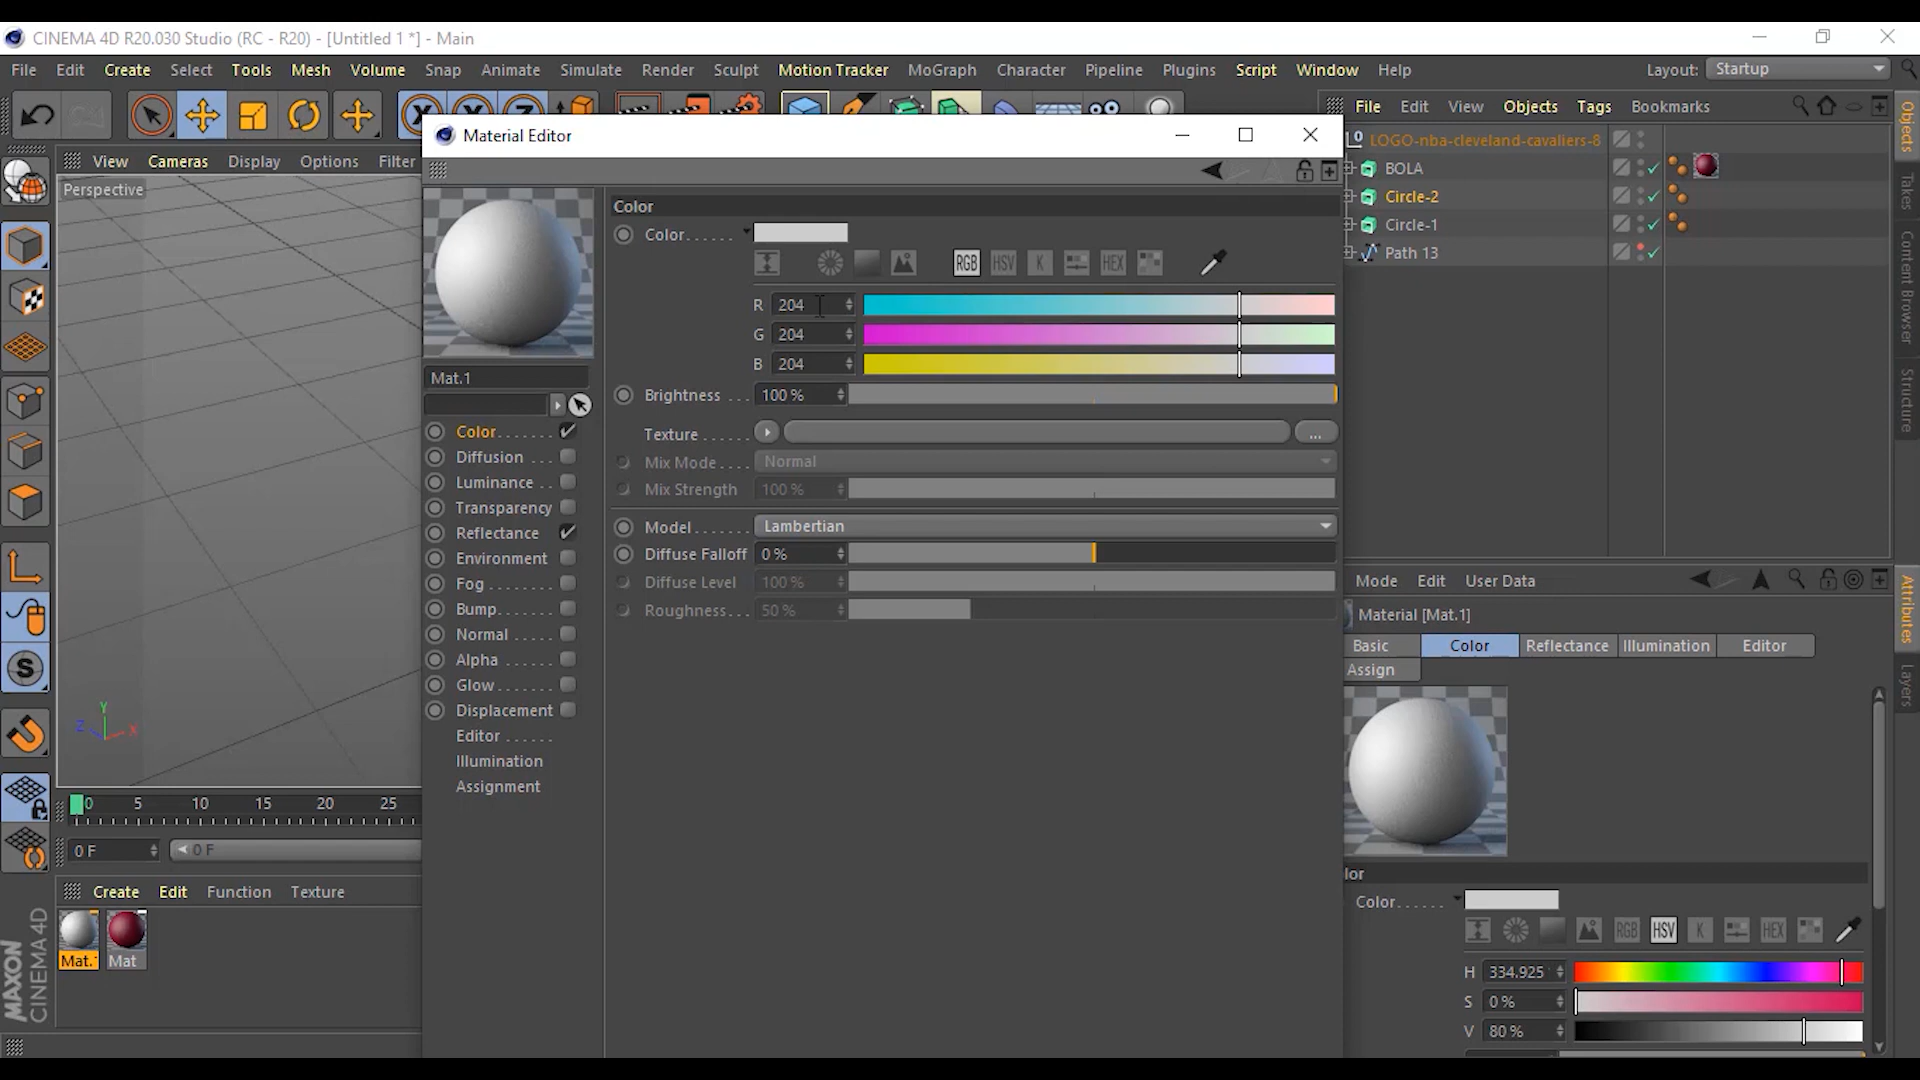 CINEMA 4D R20.030 Studio (RC - R20) - [Untitled 1 *] - Main
File Edit Create Select Tools Mesh Volume Snap Animate Simulate Render Sculpt Motion Tracker MoGraph Character Pipeline Plugins Script Window Help Layout: Startup
File Edit View Objects Tags Bookmarks
Material Editor
View Cameras Display Options Filter
Perspective
LOGO-nba-cleveland-cavaliers-8
BOLA
Circle-2
Circle-1
Path 13
Objects
Takes
Content Browser
Structure
Color
Color......
RGB HSV K HEX
R 204
G 204
B 204
Brightness ... 100 %
Texture ...... ...
Mix Mode .... Normal
Mix Strength 100 %
Model....... Lambertian
Diffuse Falloff 0 %
Diffuse Level 100 %
Roughness... 50 %
Mat.1
Color.......
Diffusion ...
Luminance ..
Transparency
Reflectance
Environment
Fog.........
Bump.......
Normal .....
Alpha ......
Glow.......
Displacement
Editor ......
Illumination
Assignment
X Y Z
0 5 10 15 20 25
0 F 0 F
Create Edit Function Texture
Mat. Mat
MAXON CINEMA 4D
Mode Edit User Data
Material [Mat.1]
Basic Color Reflectance Illumination Editor
Assign
Attributes
Layers
lor
Color......
RGB HSV K HEX
H 334.925
S 0 %
V 80 %